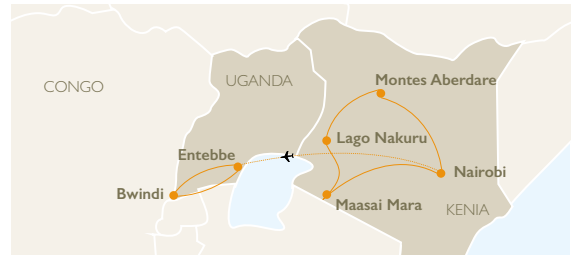 CONGO
UGANDA
Montes Aberdare
Lago Nakuru
Entebbe
Nairobi
Bwindi
Maasai Mara
KENIA